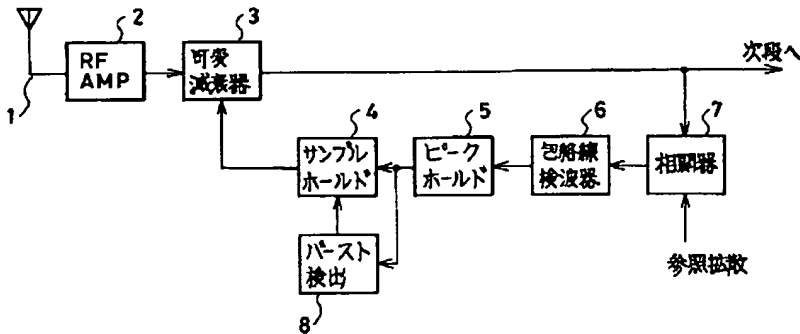 1
2
RF
AMP
3
可変
減衰器
次段へ
4
サンプル
ホールド
5
ピーク
ホールド
6
包絡線
検波器
7
相関器
バースト
検出
8
参照拡散